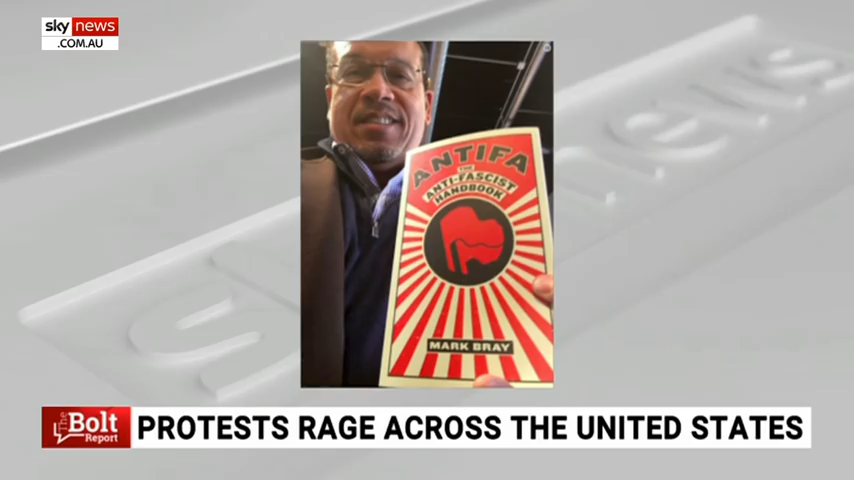 sky news
.COM.AU
ANTIFA
THE
ANTI-FASCIST
HANDBOOK
MARK BRAY
The Bolt Report
PROTESTS RAGE ACROSS THE UNITED STATES